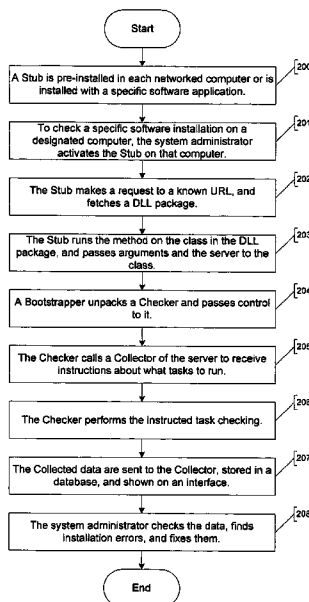 Start
200
A Stub is pre-installed in each networked computer or is
installed with a specific software application.
201
To check a specific software installation on a
designated computer, the system administrator
activates the Stub on that computer.
202
The Stub makes a request to a known URL, and
fetches a DLL package.
203
The Stub runs the method on the class in the DLL
package, and passes arguments and the server to the
class.
204
A Bootstrapper unpacks a Checker and passes control
to it.
205
The Checker calls a Collector of the server to receive
instructions about what tasks to run.
206
The Checker performs the instructed task checking.
207
The Collected data are sent to the Collector, stored in a
database, and shown on an interface.
208
The system administrator checks the data, finds
installation errors, and fixes them.
End